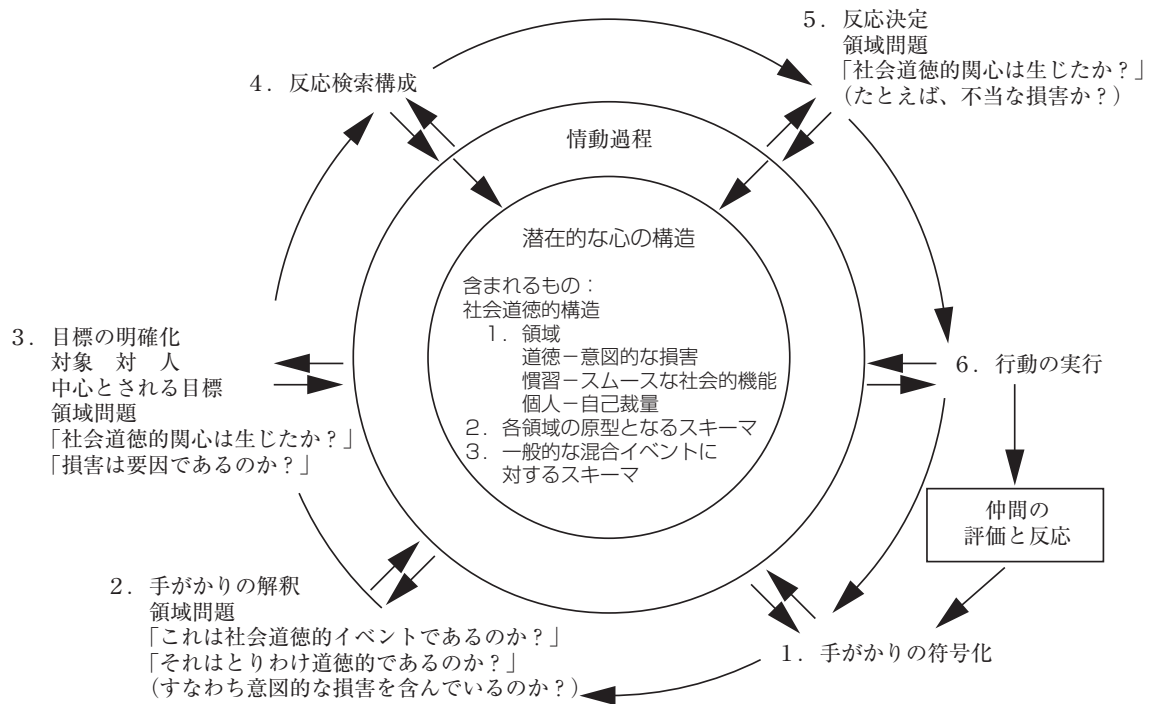 5．反応決定
領域問題
「社会道徳的関心は生じたか？」
（たとえば、不当な損害か？）
4．反応検索構成
情動過程
潜在的な心の構造
含まれるもの：
社会道徳的構造
1．領域
道徳－意図的な損害
慣習－スムースな社会的機能
個人－自己裁量
2．各領域の原型となるスキーマ
3．一般的な混合イベントに
対するスキーマ
3．目標の明確化
対象　対　人
中心とされる目標
領域問題
「社会道徳的関心は生じたか？」
「損害は要因であるのか？」
6．行動の実行
仲間の
評価と反応
2．手がかりの解釈
領域問題
「これは社会道徳的イベントであるのか？」
「それはとりわけ道徳的であるのか？」
（すなわち意図的な損害を含んでいるのか？）
1．手がかりの符号化